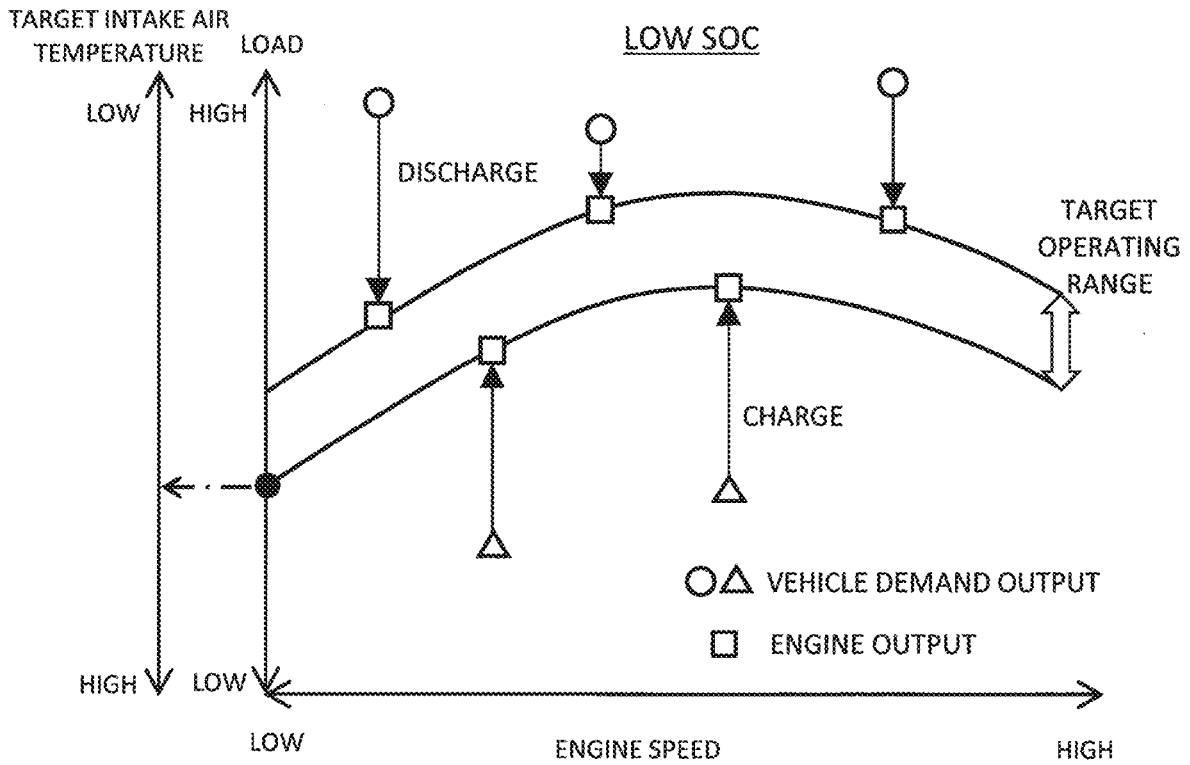 TARGET INTAKE AIR
TEMPERATURE
LOAD
LOW SOC
LOW
HIGH
DISCHARGE
TARGET
OPERATING
RANGE
CHARGE
VEHICLE DEMAND OUTPUT
ENGINE OUTPUT
HIGH
LOW
LOW
ENGINE SPEED
HIGH